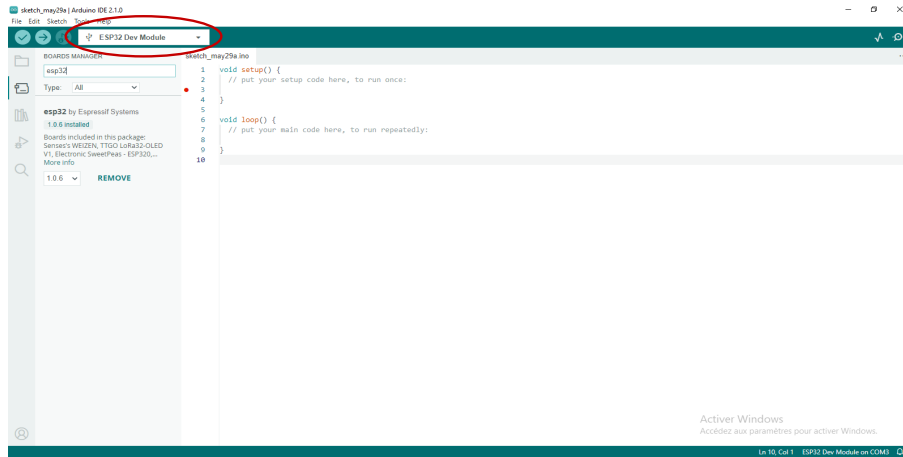 sketch_may29a | Arduino IDE 2.1.0
File Edit Sketch Tools Help
ESP32 Dev Module
BOARDS MANAGER
esp32
Type: All
esp32 by Espressif Systems
1.0.6 installed
Boards included in this package:
Senses's WEIZEN, TTGO LoRa32-OLED
V1, Electronic SweetPeas - ESP320,...
More info
1.0.6 REMOVE
sketch_may29a.ino
1 void setup() {
2 // put your setup code here, to run once:
3
4 }
5
6 void loop() {
7 // put your main code here, to run repeatedly:
8
9 }
10
Activer Windows
Accédez aux paramètres pour activer Windows.
Ln 10, Col 1 ESP32 Dev Module on COM3